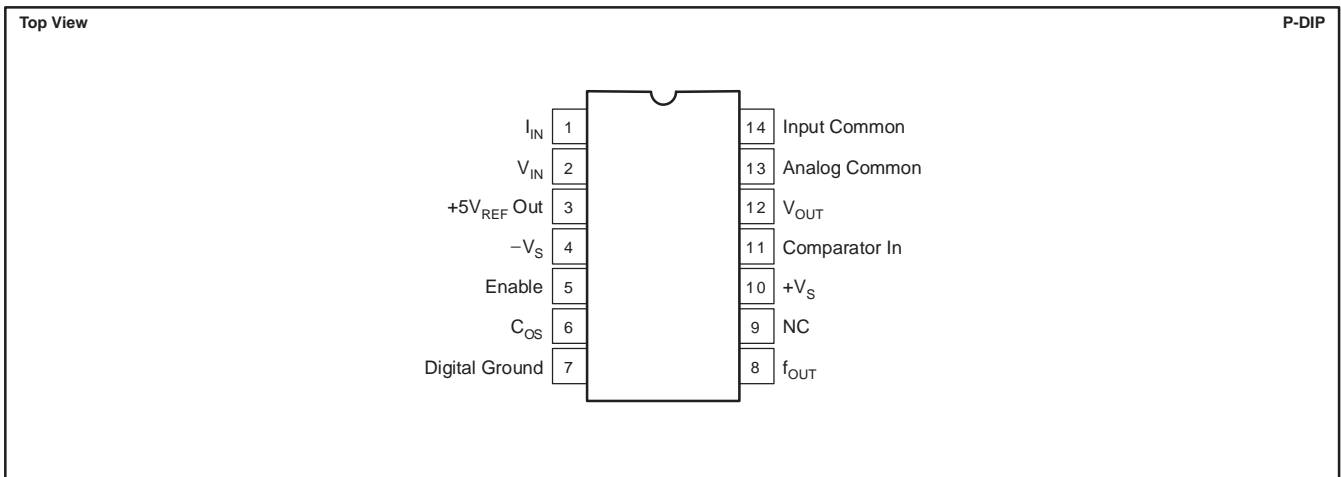 Top View P-DIP
I_IN 1 14 Input Common
V_IN 2 13 Analog Common
+5V_REF Out 3 12 V_OUT
−V_S 4 11 Comparator In
Enable 5 10 +V_S
C_OS 6 9 NC
Digital Ground 7 8 f_OUT